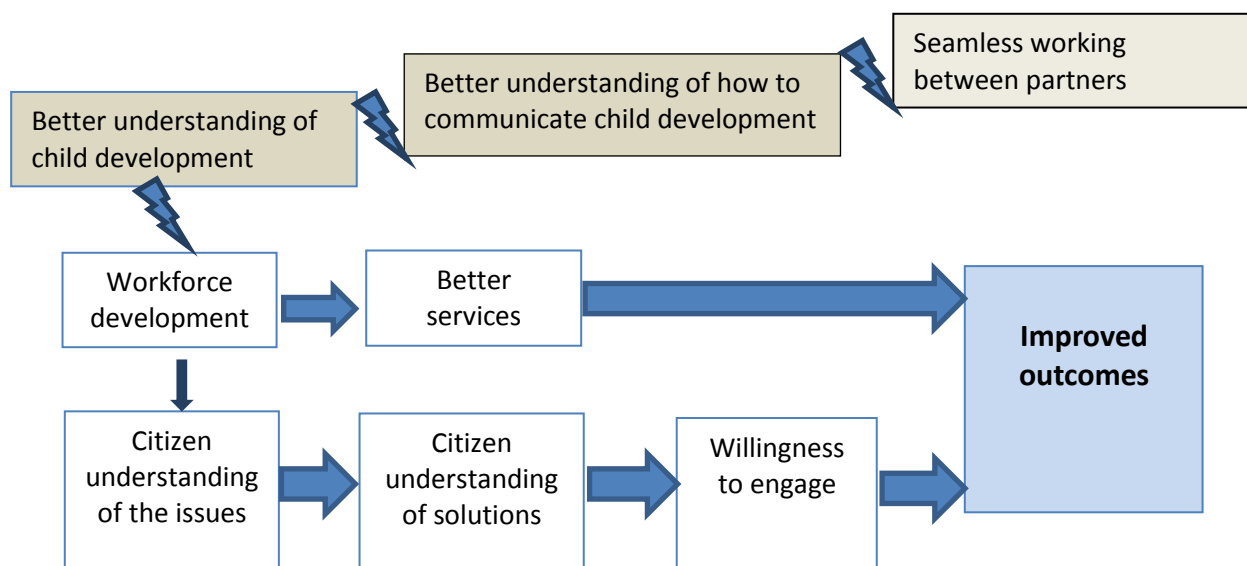 Seamless working
between partners
Better understanding of how to
communicate child development
Better understanding of
child development
Workforce
development
Better
services
Improved
outcomes
Citizen
understanding
of the issues
Citizen
understanding
of solutions
Willingness
to engage